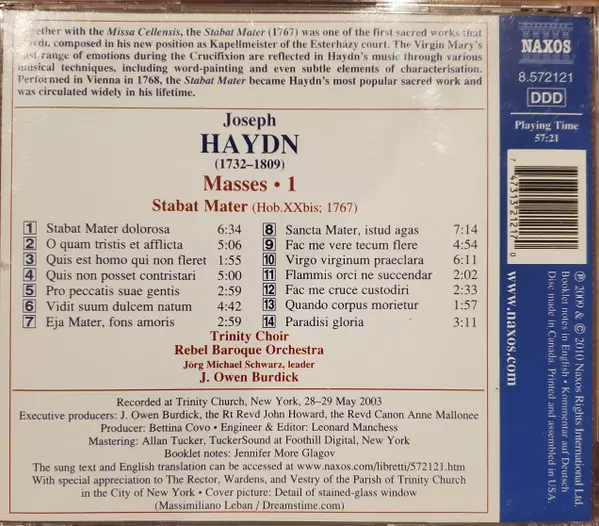 ether with the Missa Cellensis, the Stabat Mater (1767) was one of the first sacred works that
composed in his new position as Kapellmeister of the Esterházy court. The Virgin Mary's
range of emotions during the Crucifixion are reflected in Haydn's music through various
musical techniques, including word-painting and even subtle elements of characterisation.
Performed in Vienna in 1768, the Stabat Mater became Haydn's most popular sacred work and
was circulated widely in his lifetime.
Joseph
HAYDN
(1732–1809)
Masses • 1
Stabat Mater (Hob.XXbis; 1767)
1 Stabat Mater dolorosa 6:34
2 O quam tristis et afflicta 5:06
3 Quis est homo qui non fleret 1:55
4 Quis non posset contristari 5:00
5 Pro peccatis suae gentis 2:59
6 Vidit suum dulcem natum 4:42
7 Eja Mater, fons amoris 2:59
8 Sancta Mater, istud agas 7:14
9 Fac me vere tecum flere 4:54
10 Virgo virginum praeclara 6:11
11 Flammis orci ne succendar 2:02
12 Fac me cruce custodiri 2:33
13 Quando corpus morietur 1:57
14 Paradisi gloria 3:11
Trinity Choir
Rebel Baroque Orchestra
Jörg Michael Schwarz, leader
J. Owen Burdick
Recorded at Trinity Church, New York, 28–29 May 2003
Executive producers: J. Owen Burdick, the Rt Revd John Howard, the Revd Canon Anne Mallonee
Producer: Bettina Covo • Engineer & Editor: Leonard Manchess
Mastering: Allan Tucker, TuckerSound at Foothill Digital, New York
Booklet notes: Jennifer More Glagov
The sung text and English translation can be accessed at www.naxos.com/libretti/572121.htm
With special appreciation to The Rector, Wardens, and Vestry of the Parish of Trinity Church
in the City of New York • Cover picture: Detail of stained-glass window
(Massimiliano Leban / Dreamstime.com)
NAXOS
8.572121
DDD
Playing Time
57:21
7 47313 21217 0
www.naxos.com
℗ 2009 & © 2010 Naxos Rights International Ltd.
Booklet notes in English • Kommentar auf Deutsch
Disc made in Canada. Printed and assembled in U.S.A.